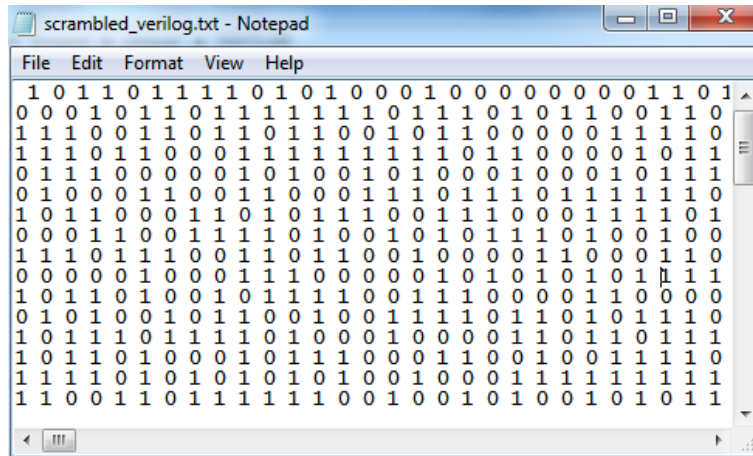 scrambled_verilog.txt - Notepad
File Edit Format View Help
1 0 1 1 0 1 1 1 1 1 0 1 0 1 0 0 0 1 0 0 0 0 0 0 0 0 0 1 1 0 1
0 0 0 1 0 1 1 0 1 1 1 1 1 1 1 1 0 1 1 1 0 1 0 1 1 0 0 1 1 0
1 1 1 0 0 1 1 0 1 1 0 1 1 0 0 1 0 1 1 0 0 0 0 0 1 1 1 1 1 0
1 1 1 0 1 1 0 0 0 1 1 1 1 1 1 1 1 1 1 0 1 1 0 0 0 0 1 0 1 1
0 1 1 1 0 0 0 0 0 0 1 0 1 0 0 1 0 1 0 0 0 1 0 0 0 1 0 1 1 1
0 1 0 0 0 1 1 0 0 1 1 0 0 0 1 1 1 0 1 1 1 0 1 1 1 1 1 1 1 0
1 0 1 1 0 0 0 1 1 0 1 0 1 1 1 0 0 1 1 1 0 0 0 1 1 1 1 1 0 1
0 0 0 1 1 0 0 1 1 1 1 0 1 0 0 1 0 1 0 1 1 1 0 1 0 0 1 0 0
1 1 1 0 1 1 1 0 0 1 1 0 1 1 0 0 1 0 0 0 0 1 1 0 0 0 1 1 0
0 0 0 0 0 1 0 0 0 1 1 1 0 0 0 0 0 1 0 1 0 1 0 1 0 1 1 1 1 1
1 0 1 1 0 1 0 0 1 0 1 1 1 1 0 0 1 1 1 0 0 0 0 1 1 0 0 0 0
0 1 0 1 0 0 1 0 1 1 0 0 1 0 0 1 1 1 1 0 1 1 0 1 0 1 1 1 0
1 0 1 1 1 0 1 1 1 1 0 1 0 0 1 0 0 0 0 1 1 0 1 1 0 1 1 1
1 0 1 1 0 1 0 0 0 1 0 1 1 1 0 0 0 1 1 0 0 1 0 0 1 1 1 1 1 0
1 1 1 1 0 1 0 1 0 1 0 1 0 1 0 0 1 0 0 0 1 1 1 1 1 1 1 1 1
1 1 0 0 1 1 0 1 1 1 1 1 1 1 0 0 1 0 0 1 0 1 0 0 1 0 1 0 1 1